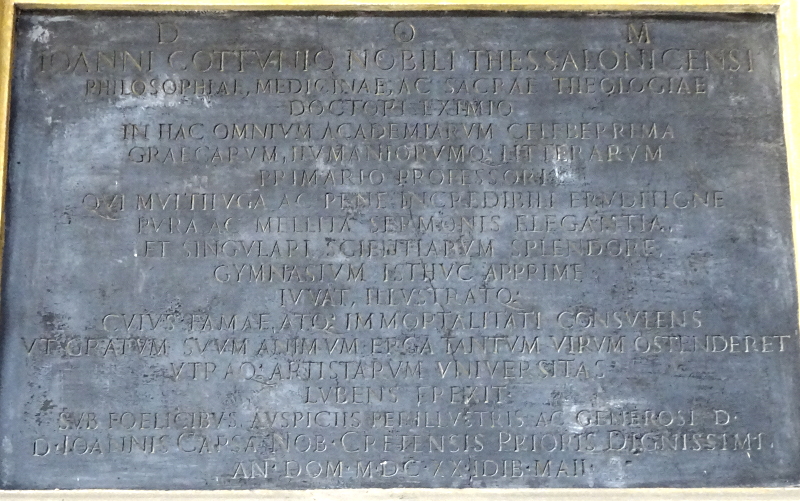 D O M
IOANNI COTTVNIO NOBILI THESSALONICENSI
PHILOSOPHIAE, MEDICINAE, AC SACRAE THEOLOGIAE
DOCTORI EXIMIO
IN HAC OMNIVM ACADEMIARVM CELEBERRIMA
GRAECARVM, HVMANIORVMQ: LITTERARVM
PRIMARIO PROFESSORI
QVI MVLTIIVGA AC PENE INCREDIBILI ERVDITIONE
PVRA AC MELLITA SERMONIS ELEGANTIA,
ET SINGVLARI SCIENTIARVM SPLENDORE,
GYMNASIVM ISTHVC APPRIME
IVVAT, ILLVSTRATQ:
CVIVS FAMAE, ATQ: IMMORTALITATI CONSVLENS
VT GRATVM SVVM ANIMVM ERGA TANTVM VIRVM OSTENDERET
VTRAQ: ARTISTARVM VNIVERSITAS
LVBENS EREXIT
SVB FOELICIBVS AVSPICIIS PERILLVSTRIS AC GENEROSI D·
D·IOANNIS CAPSA NOB·CRETENSIS PRIORIS DIGNISSIMI
AN·DOM·M·DC·XX·IDIB·MAII·